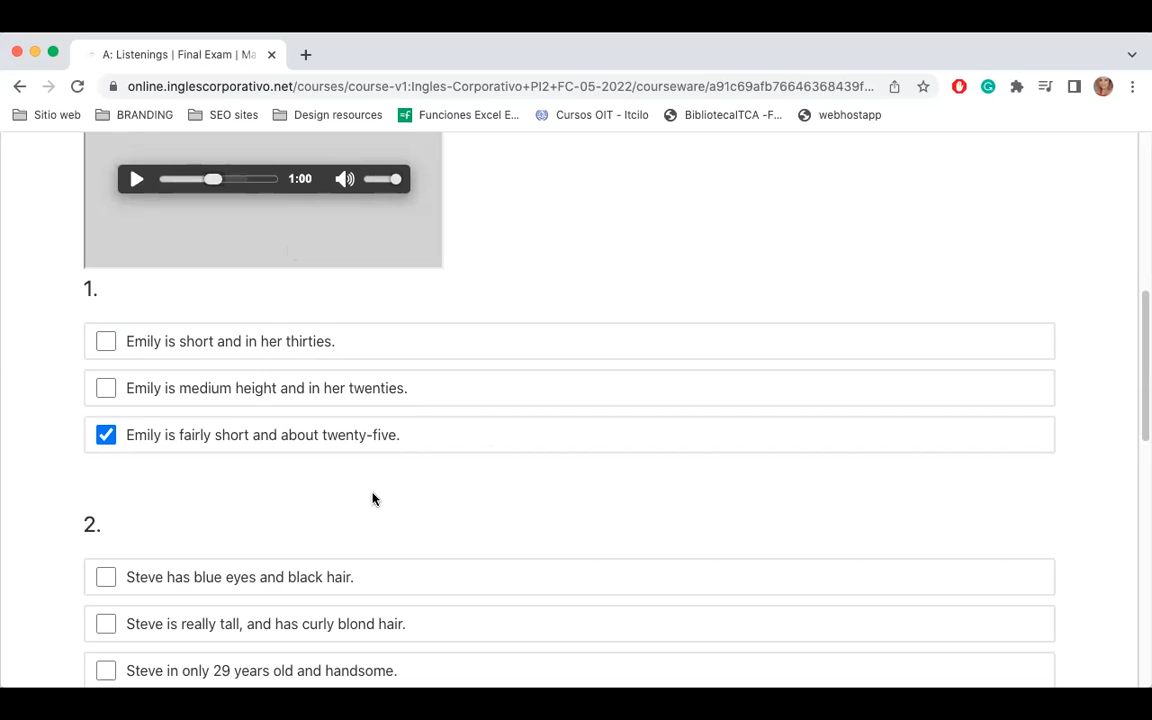 A: Listenings | Final Exam | Ma
online.inglescorporativo.net/courses/course-v1:Ingles-Corporativo+PI2+FC-05-2022/courseware/a91c69afb76646368439f...
Sitio web BRANDING SEO sites Design resources Funciones Excel E... Cursos OIT - Itcilo BibliotecaITCA -F... webhostapp
1:00
1.
Emily is short and in her thirties.
Emily is medium height and in her twenties.
Emily is fairly short and about twenty-five.
2.
Steve has blue eyes and black hair.
Steve is really tall, and has curly blond hair.
Steve in only 29 years old and handsome.